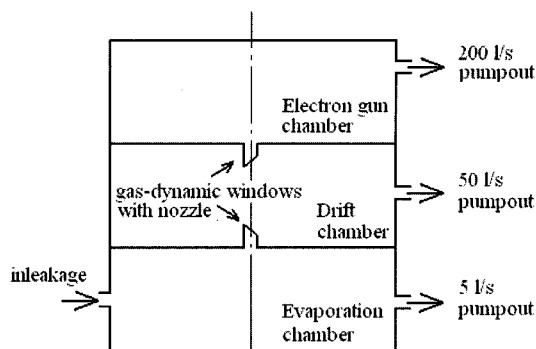 200 l/s
pumpout
Electron gun
chamber
gas-dynamic windows
with nozzle
50 l/s
pumpout
Drift
chamber
inleakage
5 l/s
pumpout
Evaporation
chamber